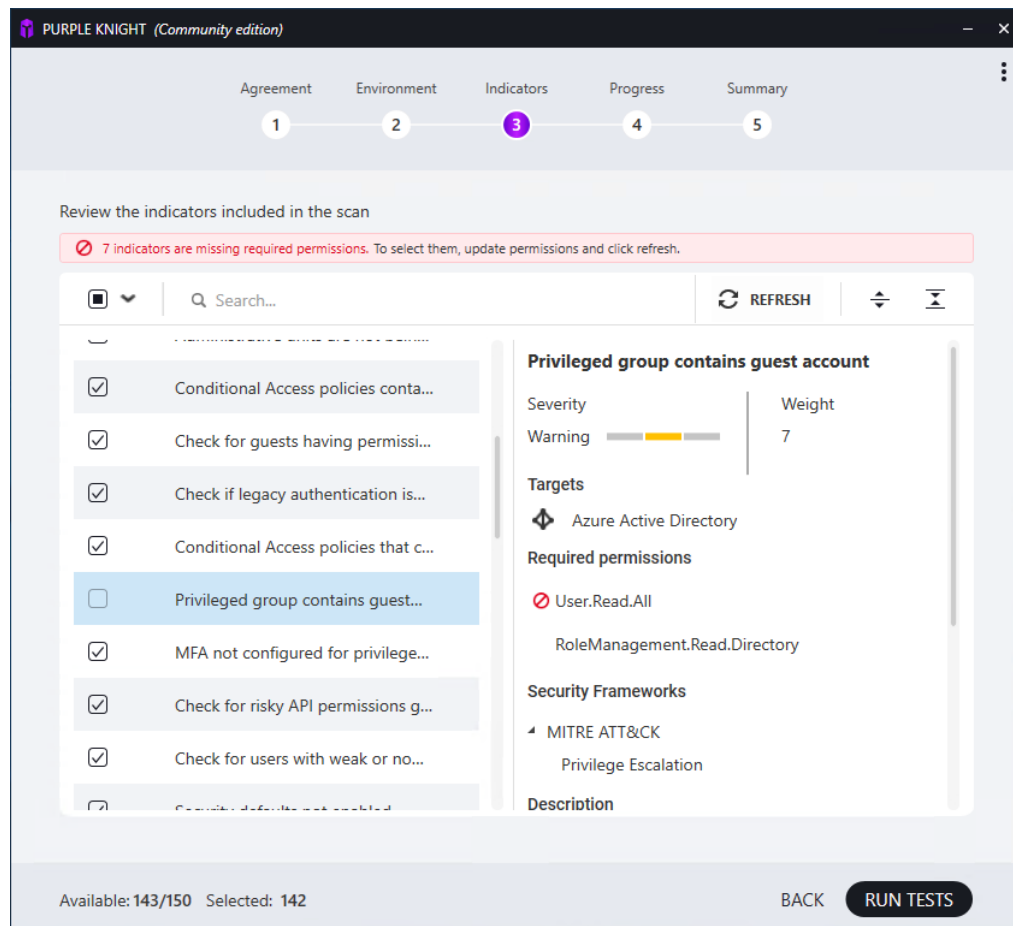 PURPLE KNIGHT (Community edition)
Agreement Environment Indicators Progress Summary
1 2 3 4 5
Review the indicators included in the scan
7 indicators are missing required permissions. To select them, update permissions and click refresh.
Search...
REFRESH
Conditional Access policies conta...
Check for guests having permissi...
Check if legacy authentication is...
Conditional Access policies that c...
Privileged group contains guest...
MFA not configured for privilege...
Check for risky API permissions g...
Check for users with weak or no...
Privileged group contains guest account
Severity Weight
Warning 7
Targets
Azure Active Directory
Required permissions
User.Read.All
RoleManagement.Read.Directory
Security Frameworks
MITRE ATT&CK
Privilege Escalation
Description
Available: 143/150 Selected: 142
BACK RUN TESTS